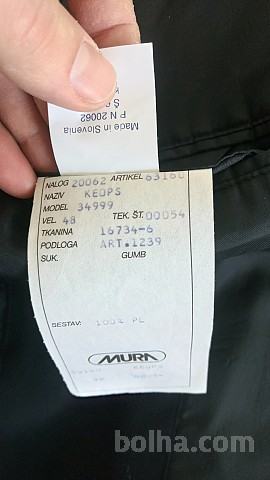 Made in Slovenia
P N 20062
NALOG 20062 ARTIKEL 63160
NAZIV KEOPS
MODEL 34999
VEL. 48 TEK. ŠT. 00054
TKANINA 16734-6
PODLOGA ART.1239
SUK. GUMB
SESTAV: 100% PL
MURA
bolha.com